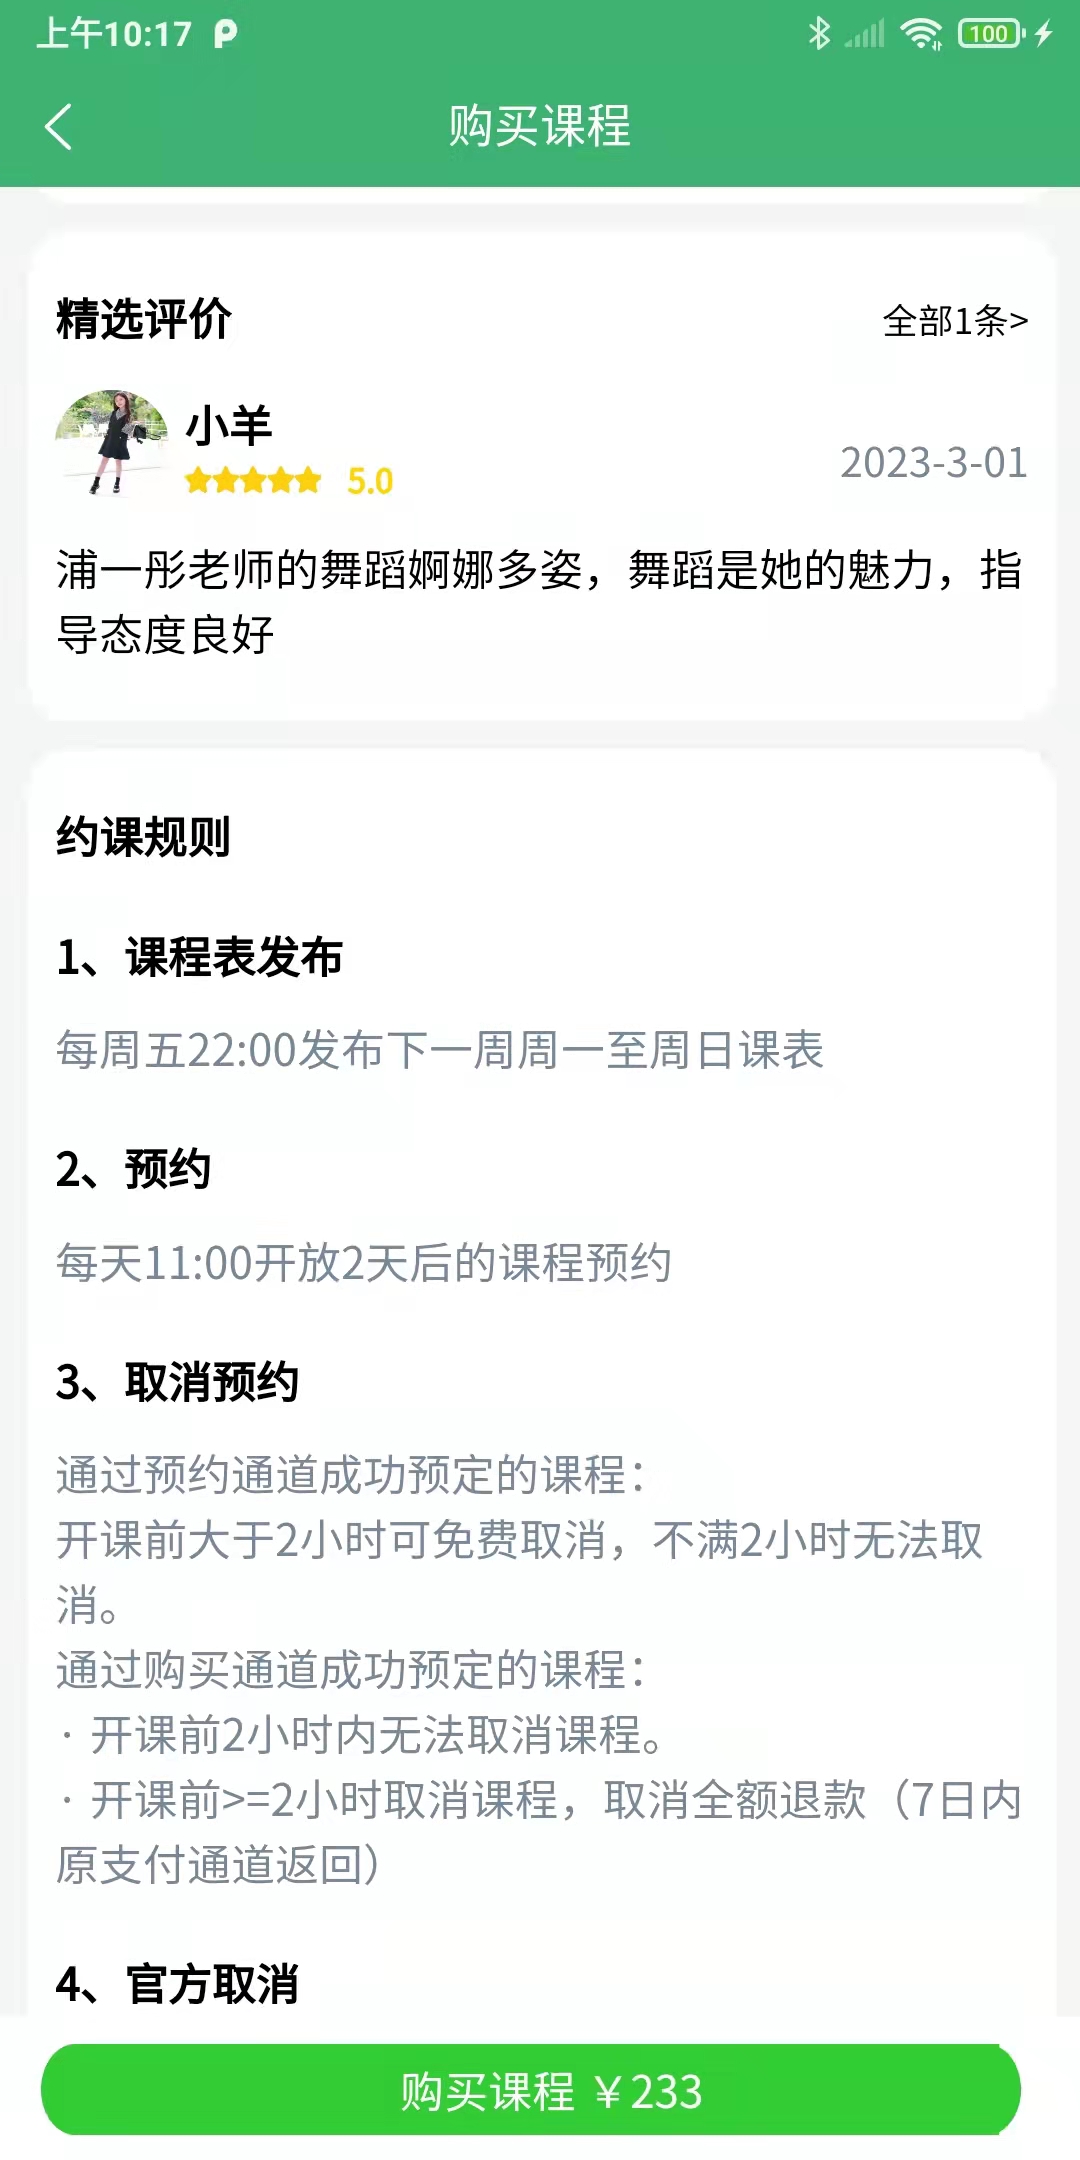 上午10:17
100
购买课程
精选评价
全部1条>
小羊
5.0
2023-3-01
浦一彤老师的舞蹈婀娜多姿，舞蹈是她的魅力，指
导态度良好
约课规则
1、课程表发布
每周五22:00发布下一周周一至周日课表
2、预约
每天11:00开放2天后的课程预约
3、取消预约
通过预约通道成功预定的课程：
开课前大于2小时可免费取消，不满2小时无法取
消。
通过购买通道成功预定的课程：
· 开课前2小时内无法取消课程。
· 开课前>=2小时取消课程，取消全额退款（7日内
原支付通道返回）
4、官方取消
购买课程 ￥233